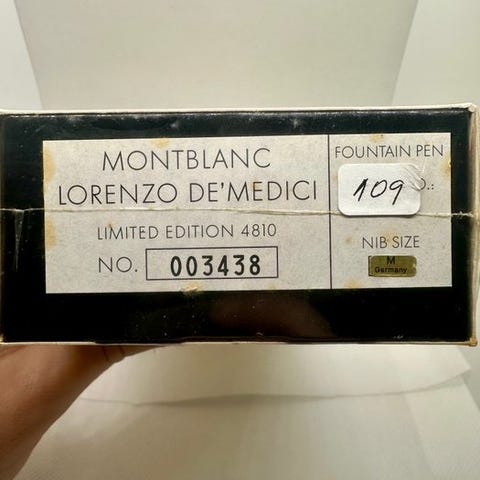 MONTBLANC
LORENZO DE'MEDICI
LIMITED EDITION 4810
NO. 003438
FOUNTAIN PEN
109
NIB SIZE
M
Germany